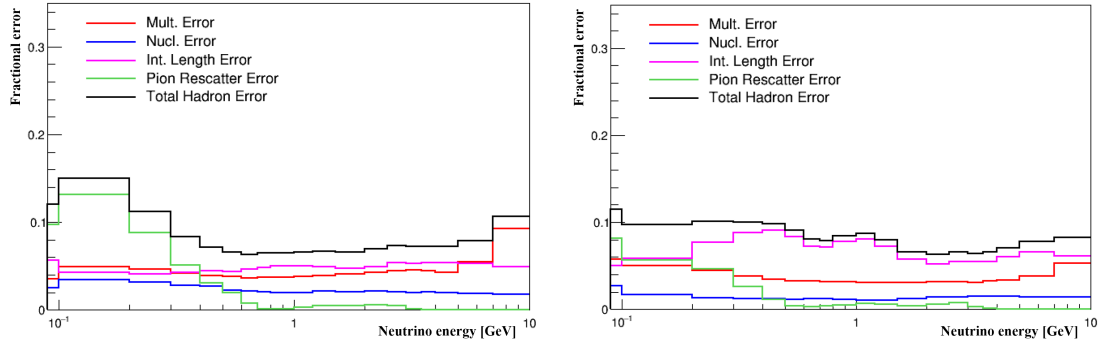 Fractional error
0.3
0.2
0.1
0
Mult. Error
Nucl. Error
Int. Length Error
Pion Rescatter Error
Total Hadron Error
10⁻¹
1
10
Neutrino energy [GeV]
Fractional error
0.3
0.2
0.1
0
Mult. Error
Nucl. Error
Int. Length Error
Pion Rescatter Error
Total Hadron Error
10⁻¹
1
10
Neutrino energy [GeV]